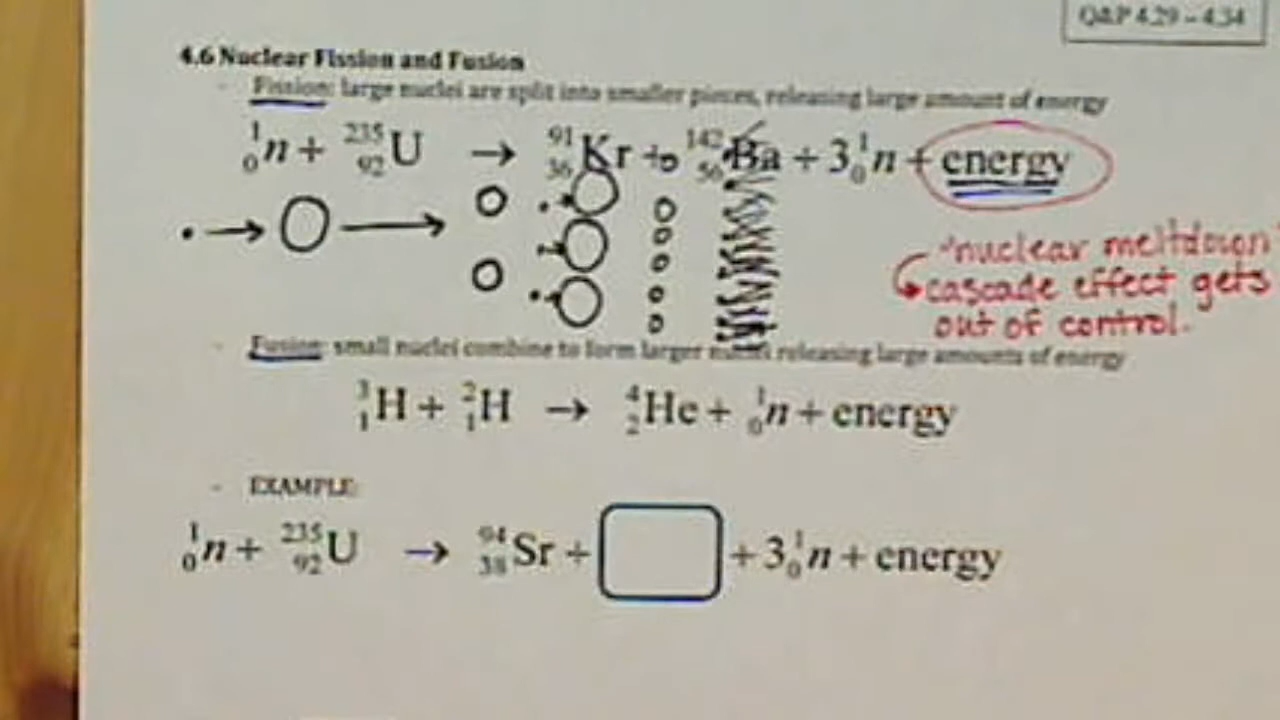 Q&P 4.29 – 4.34
4.6 Nuclear Fission and Fusion
- Fission: large nuclei are split into smaller pieces, releasing large amount of energy
¹₀n + ²³⁵₉₂U → ⁹¹₃₆Kr + ¹⁴²₅₆Ba + 3¹₀n + energy
"nuclear meltdown"
cascade effect gets
out of control.
- Fusion: small nuclei combine to form larger nuclei releasing large amounts of energy
³₁H + ²₁H → ⁴₂He + ¹₀n + energy
- EXAMPLE:
¹₀n + ²³⁵₉₂U → ⁹⁴₃₈Sr + + 3¹₀n + energy